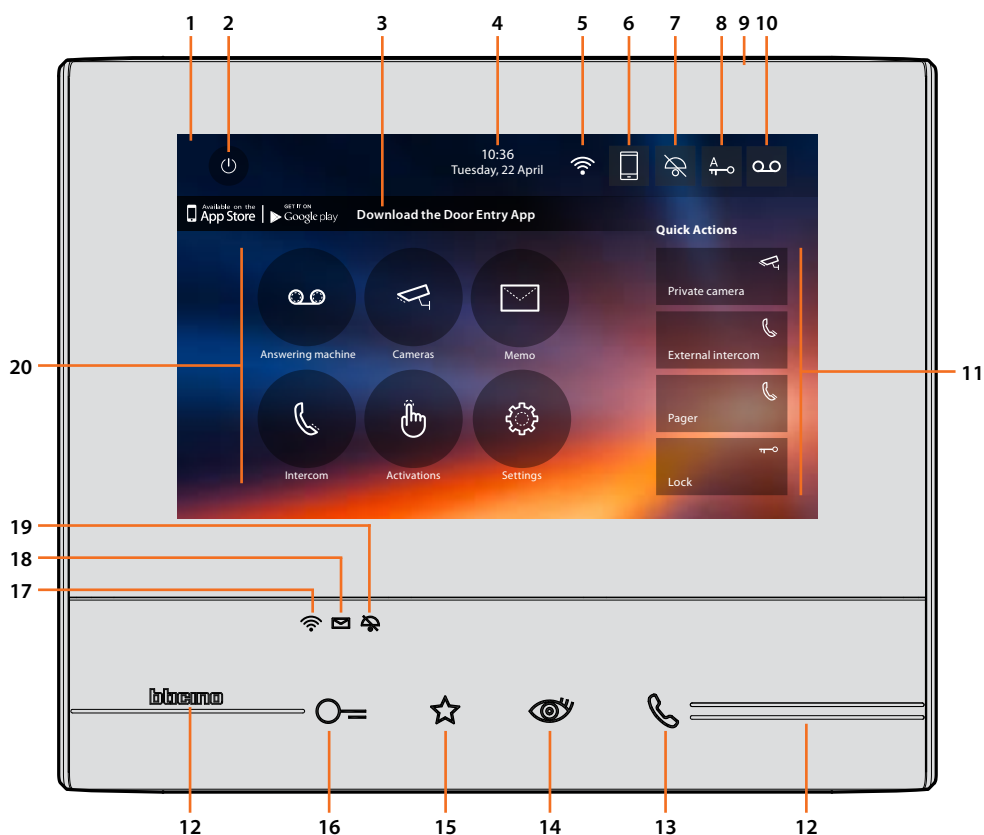 1 2 3 4 5 6 7 8 9 10
10:36
Tuesday, 22 April
A
Available on the
App Store
GET IT ON
Google play
Download the Door Entry App
Quick Actions
Private camera
External intercom
Pager
Lock
Answering machine
Cameras
Memo
Intercom
Activations
Settings
20
11
19
18
17
bticino
12 16 15 14 13 12